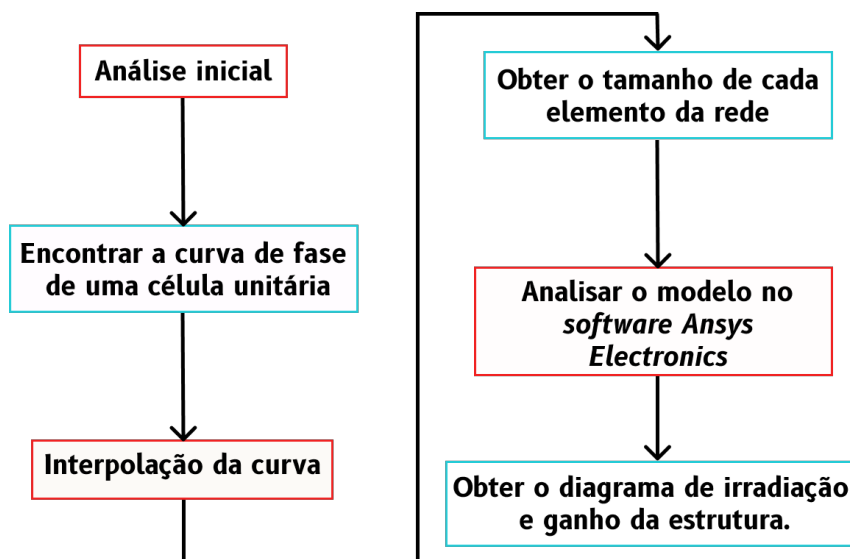 Análise inicial
Encontrar a curva de fase
de uma célula unitária
Interpolação da curva
Obter o tamanho de cada
elemento da rede
Analisar o modelo no
software Ansys
Electronics
Obter o diagrama de irradiação
e ganho da estrutura.